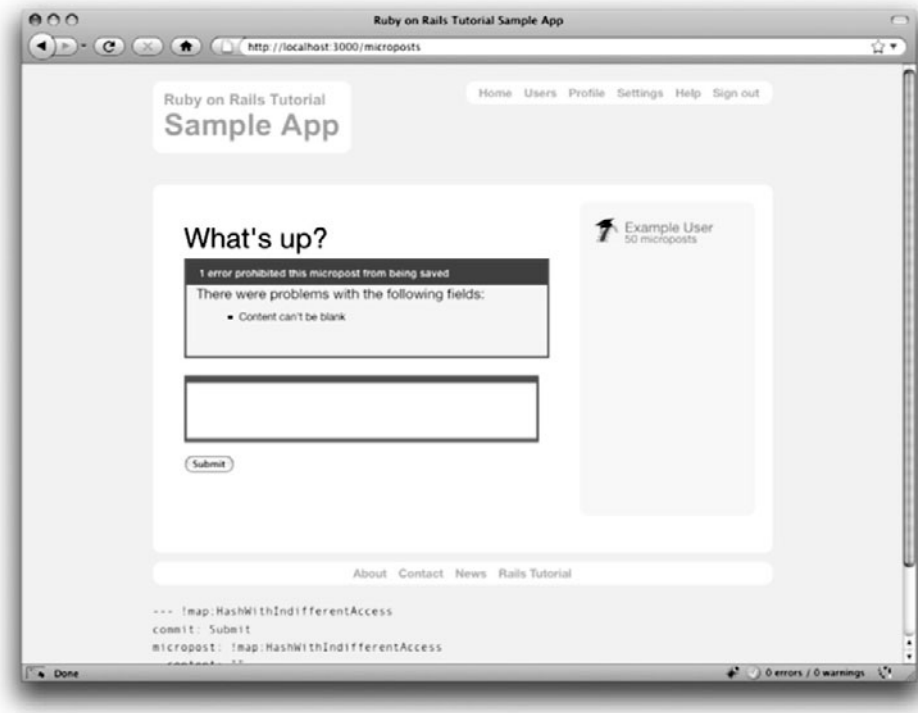 Ruby on Rails Tutorial Sample App
http://localhost:3000/microposts
Ruby on Rails Tutorial
Sample App
Home Users Profile Settings Help Sign out
What's up?
1 error prohibited this micropost from being saved
There were problems with the following fields:
Content can't be blank
Submit
Example User
50 microposts
About Contact News Rails Tutorial
--- !map:HashWithIndifferentAccess
commit: Submit
micropost: !map:HashWithIndifferentAccess
Done
0 errors / 0 warnings